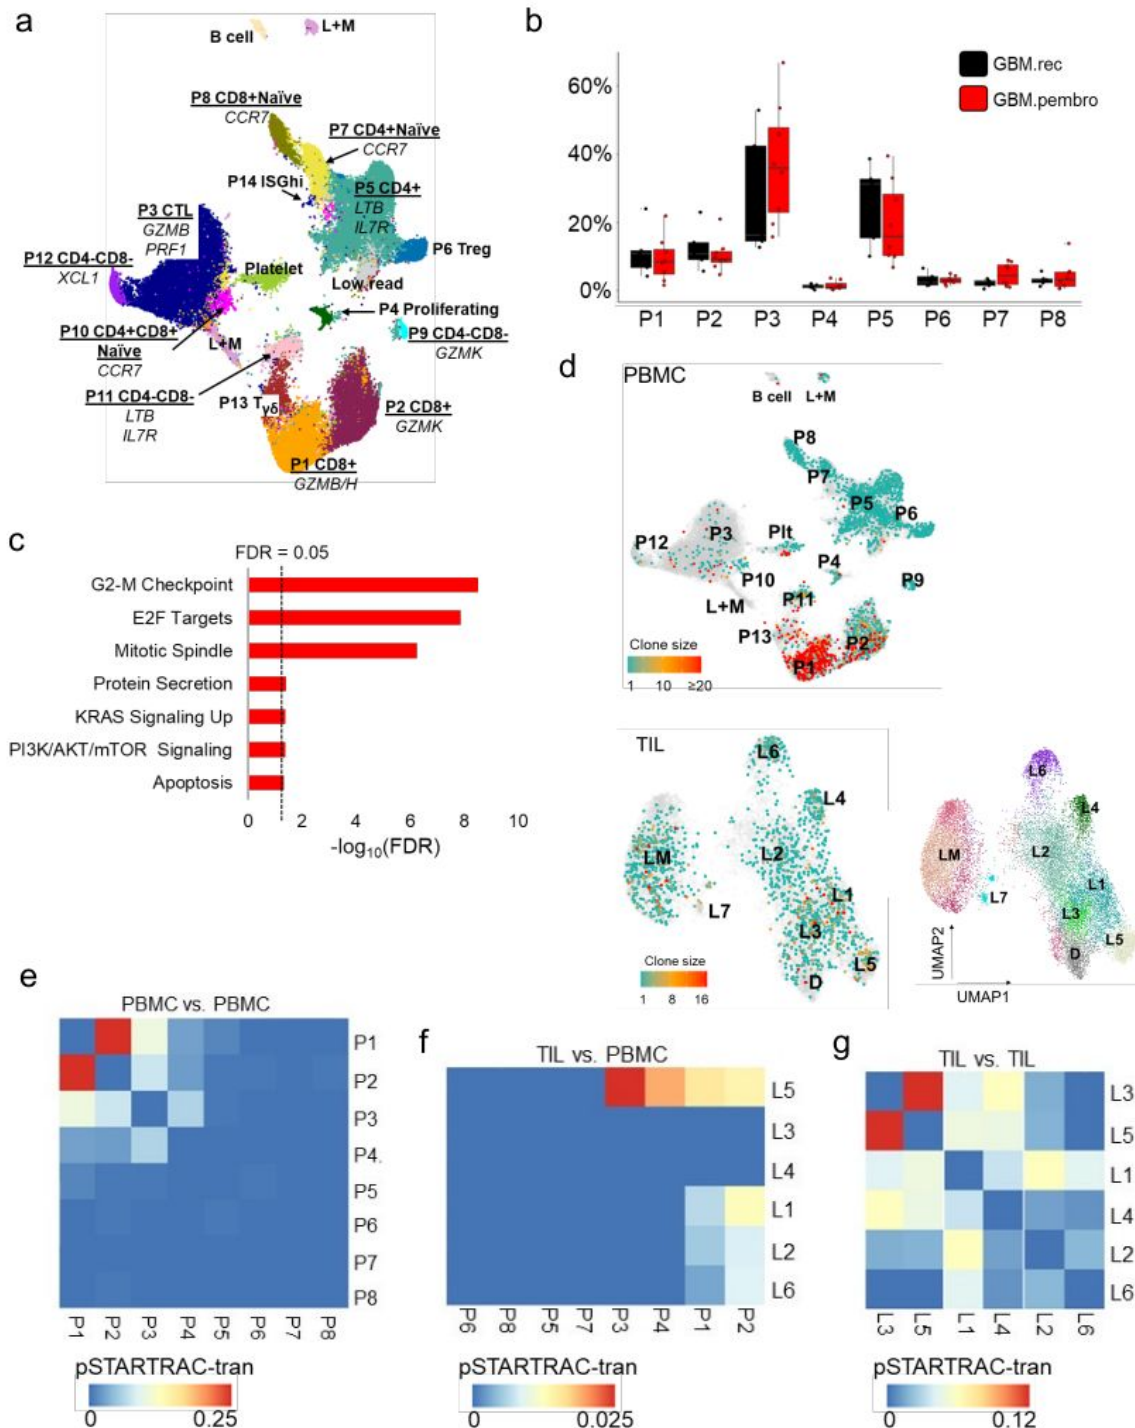 a
B cell
L+M
P8 CD8+Naïve
CCR7
P7 CD4+Naïve
CCR7
P14 ISGhi
P5 CD4+
LTB
IL7R
P3 CTL
GZMB
PRF1
P6 Treg
P12 CD4-CD8-
XCL1
Platelet
Low read
P4 Proliferating
P10 CD4+CD8+
Naïve
CCR7
L+M
P9 CD4-CD8-
GZMK
P11 CD4-CD8-
LTB
IL7R
P13 Tγδ
P2 CD8+
GZMK
P1 CD8+
GZMB/H
b
GBM.rec
GBM.pembro
60%
40%
20%
0%
P1 P2 P3 P4 P5 P6 P7 P8
c
FDR = 0.05
G2-M Checkpoint
E2F Targets
Mitotic Spindle
Protein Secretion
KRAS Signaling Up
PI3K/AKT/mTOR Signaling
Apoptosis
0 2 4 6 8 10
-log10(FDR)
d
PBMC
B cell
L+M
P8
P7
P5
P6
P3
P12
Plt
P4
P10
P9
L+M
P11
P13
P2
P1
Clone size
1 10 ≥20
TIL
L6
L4
L2
LM
L1
L7
L3
L5
D
Clone size
1 8 16
L6
L4
L2
LM
L1
L7
L3
L5
D
UMAP2
UMAP1
e
PBMC vs. PBMC
P1
P2
P3
P4
P5
P6
P7
P8
P1 P2 P3 P4 P5 P6 P7 P8
pSTARTRAC-tran
0 0.25
f
TIL vs. PBMC
L5
L3
L4
L1
L2
L6
P6 P8 P5 P7 P3 P4 P1 P2
pSTARTRAC-tran
0 0.025
g
TIL vs. TIL
L3
L5
L1
L4
L2
L6
L3 L5 L1 L4 L2 L6
pSTARTRAC-tran
0 0.12